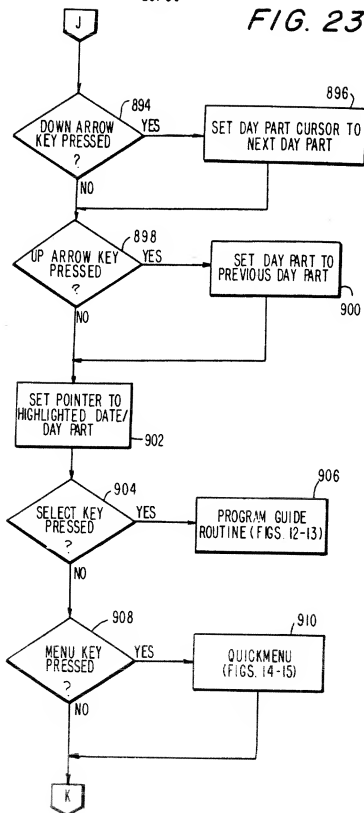 FIG. 23
J
894
DOWN ARROW
KEY PRESSED
?
YES
NO
896
SET DAY PART CURSOR TO
NEXT DAY PART
898
UP ARROW KEY
PRESSED
?
YES
NO
SET DAY PART TO
PREVIOUS DAY PART
900
SET POINTER TO
HIGHLIGHTED DATE/
DAY PART
902
904
SELECT KEY
PRESSED
?
YES
NO
906
PROGRAM GUIDE
ROUTINE (FIGS. 12-13)
908
MENU KEY
PRESSED
?
YES
NO
910
QUICKMENU
(FIGS. 14-15)
K